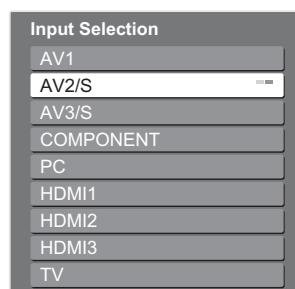 Input Selection
AV1
AV2/S
AV3/S
COMPONENT
PC
HDMI1
HDMI2
HDMI3
TV